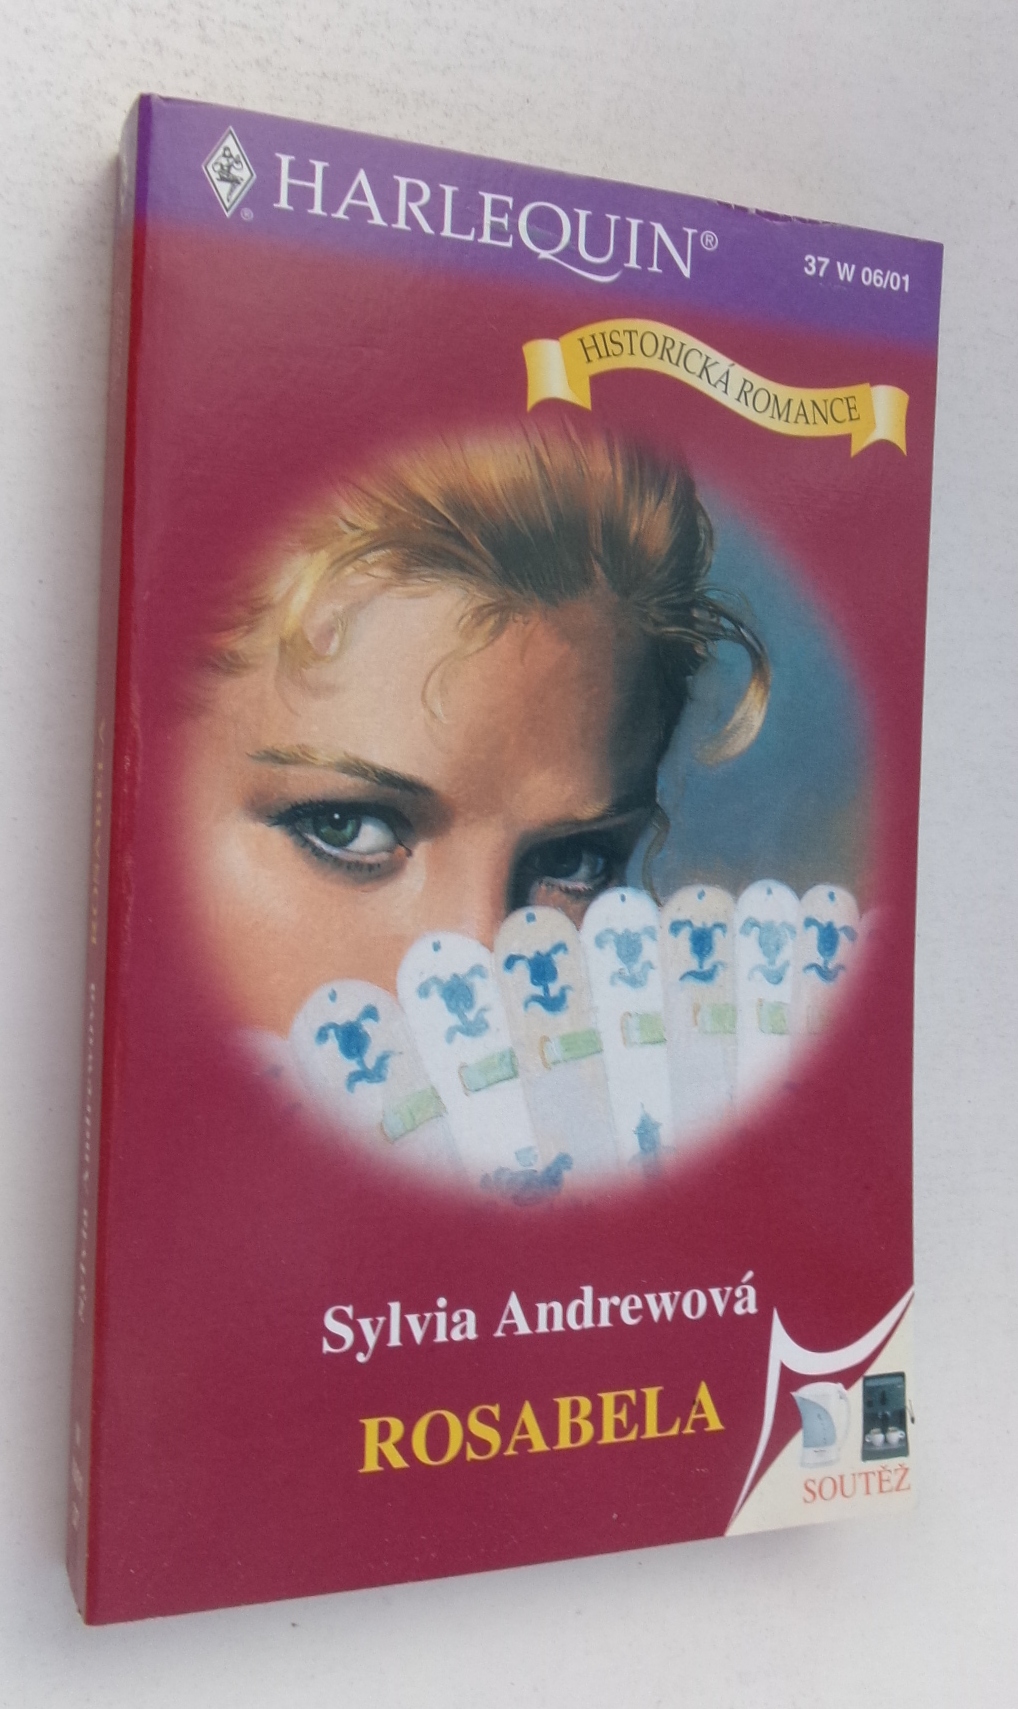 HARLEQUIN®
37 W 06/01
HISTORICKÁ ROMANCE
Sylvia Andrewová
ROSABELA
SOUTĚŽ